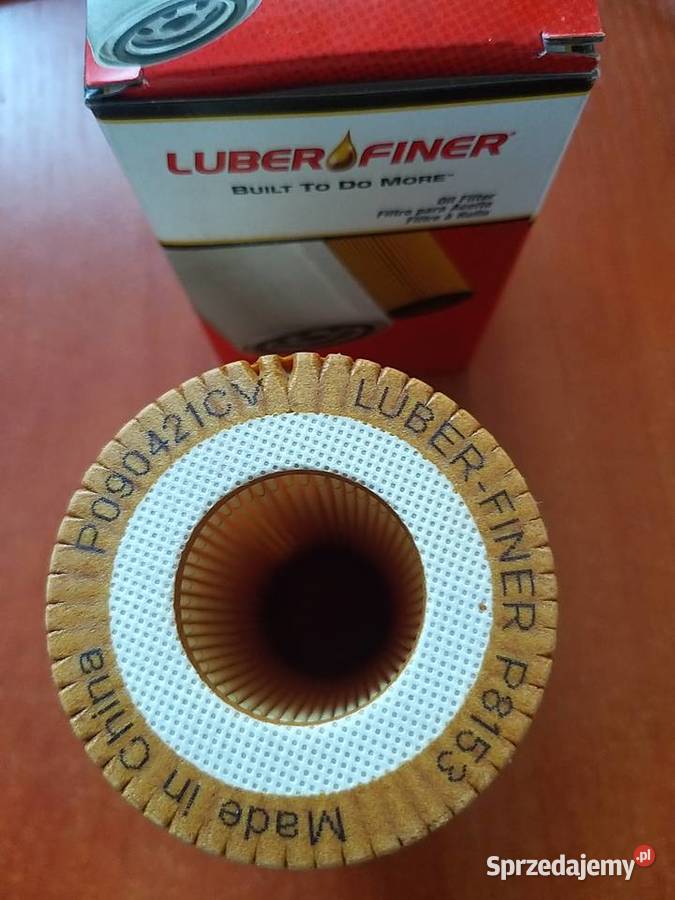 LUBER FINER®
BUILT TO DO MORE™
Oil Filter
Filtro para Aceite
Filtre à Huile
P090421CV
LUBER-FINER P8153
Made in China
Sprzedajemy.pl